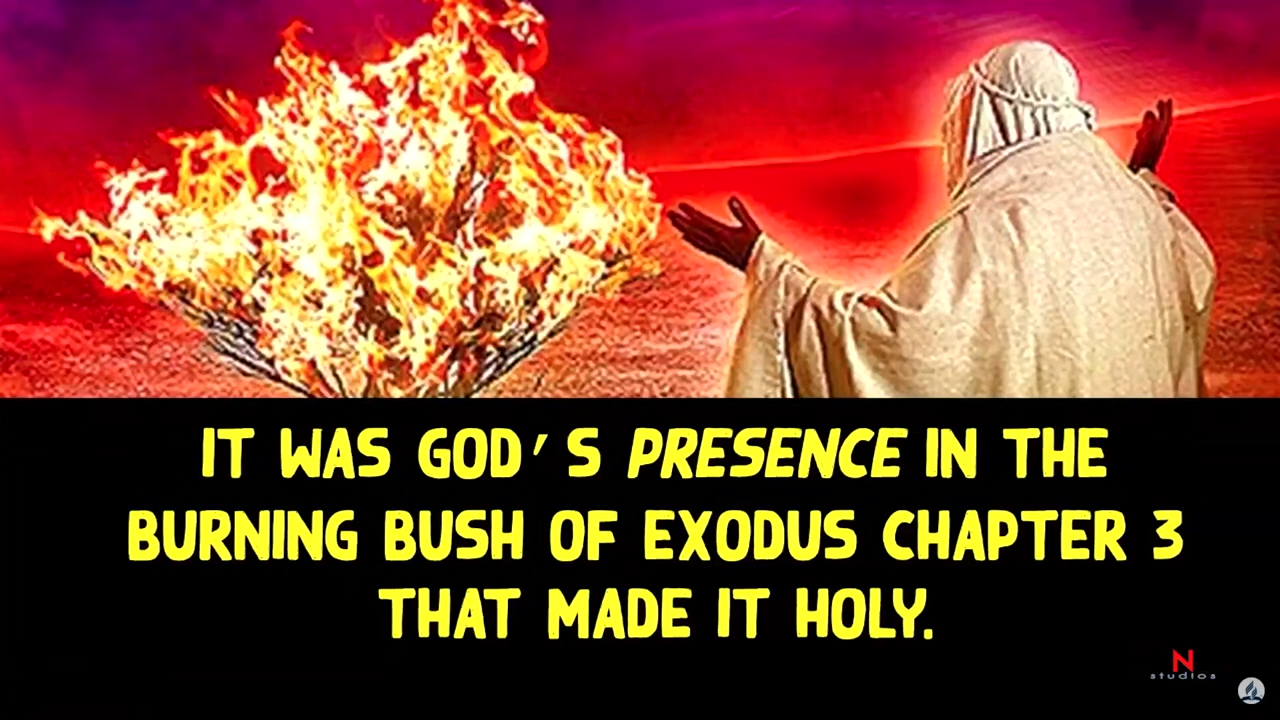 IT WAS GOD'S PRESENCE IN THE
BURNING BUSH OF EXODUS CHAPTER 3
THAT MADE IT HOLY.
N
studios